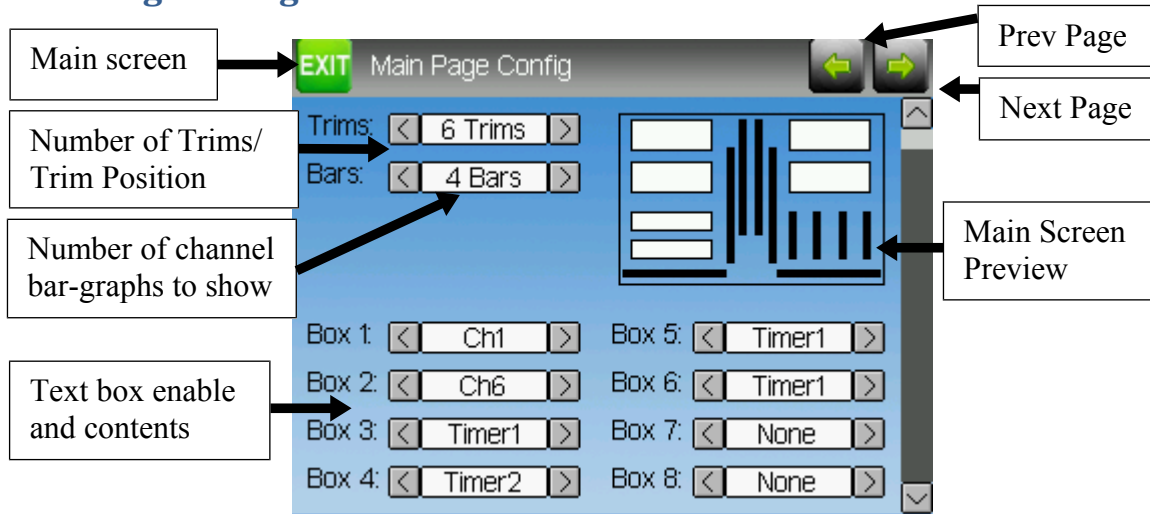 Main screen
Prev Page
EXIT Main Page Config
Next Page
Number of Trims/
Trim Position
Trims: < 6 Trims >
Bars: < 4 Bars >
Number of channel
bar-graphs to show
Main Screen
Preview
Box 1: < Ch1 > Box 5: < Timer1 >
Box 2: < Ch6 > Box 6: < Timer1 >
Text box enable
and contents
Box 3: < Timer1 > Box 7: < None >
Box 4: < Timer2 > Box 8: < None >